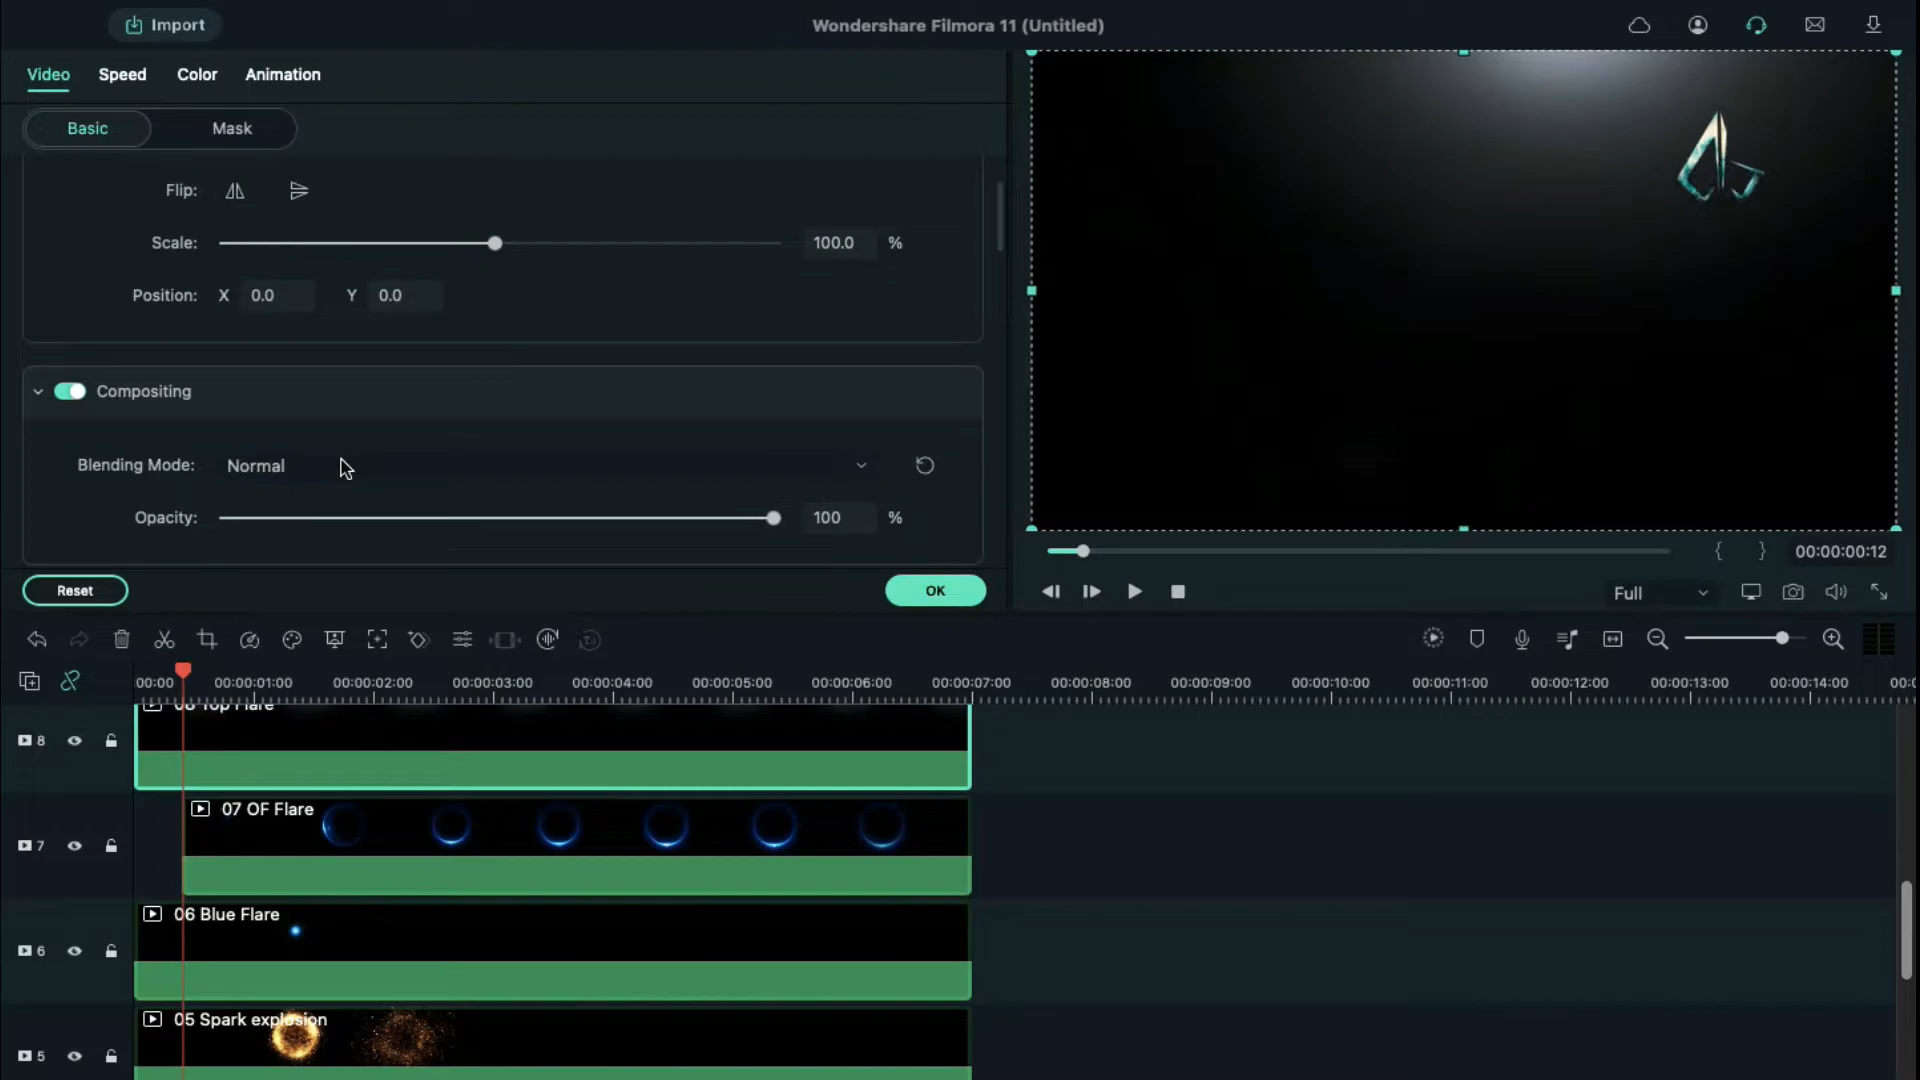 Import
Wondershare Filmora 11 (Untitled)
Video Speed Color Animation
Basic Mask
Flip:
Scale: 100.0 %
Position: X 0.0 Y 0.0
Compositing
Blending Mode: Normal
Opacity: 100 %
Reset OK
00:00:00:12
Full
00:00 00:00:01:00 00:00:02:00 00:00:03:00 00:00:04:00 00:00:05:00 00:00:06:00 00:00:07:00 00:00:08:00 00:00:09:00 00:00:10:00 00:00:11:00 00:00:12:00 00:00:13:00 00:00:14:00 00:0
08 Top Flare
8
07 OF Flare
7
06 Blue Flare
6
05 Spark explosion
5